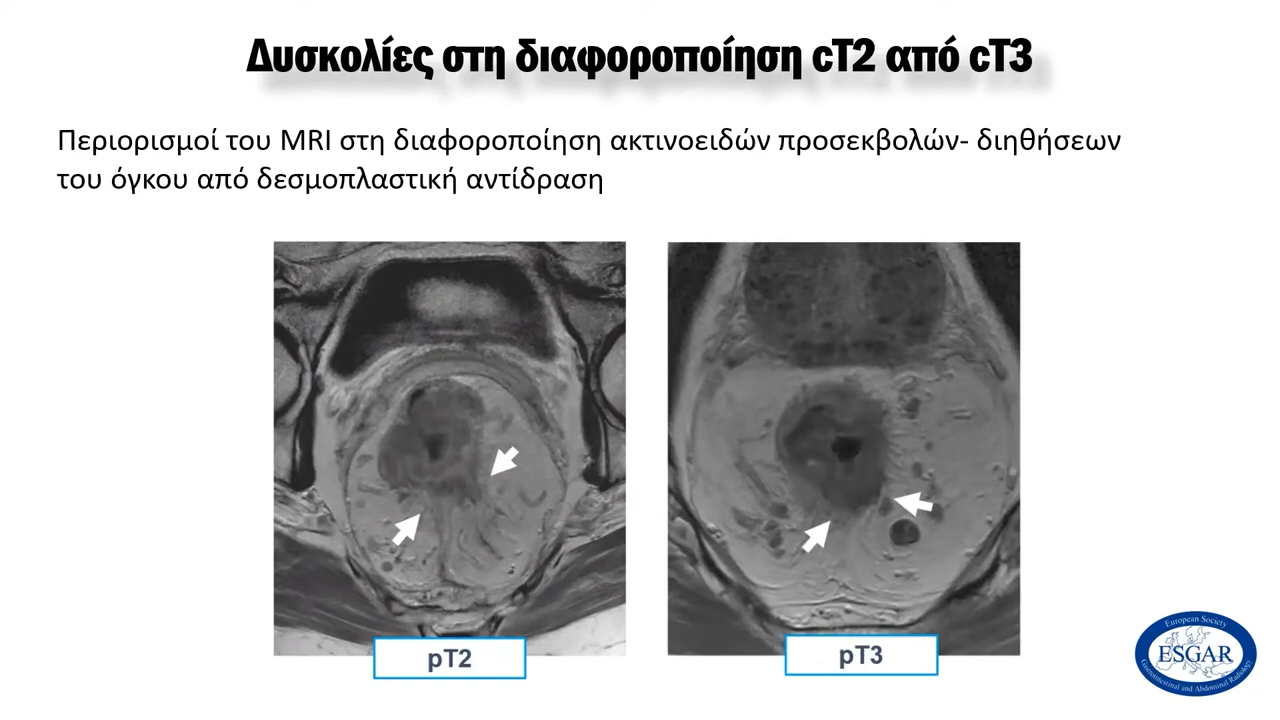 Δυσκολίες στη διαφοροποίηση cT2 από cT3
Περιορισμοί του MRI στη διαφοροποίηση ακτινοειδών προσεκβολών- διηθήσεων
του όγκου από δεσμοπλαστική αντίδραση
pT2
pT3
European Society
ESGAR
Gastrointestinal and Abdominal Radiology